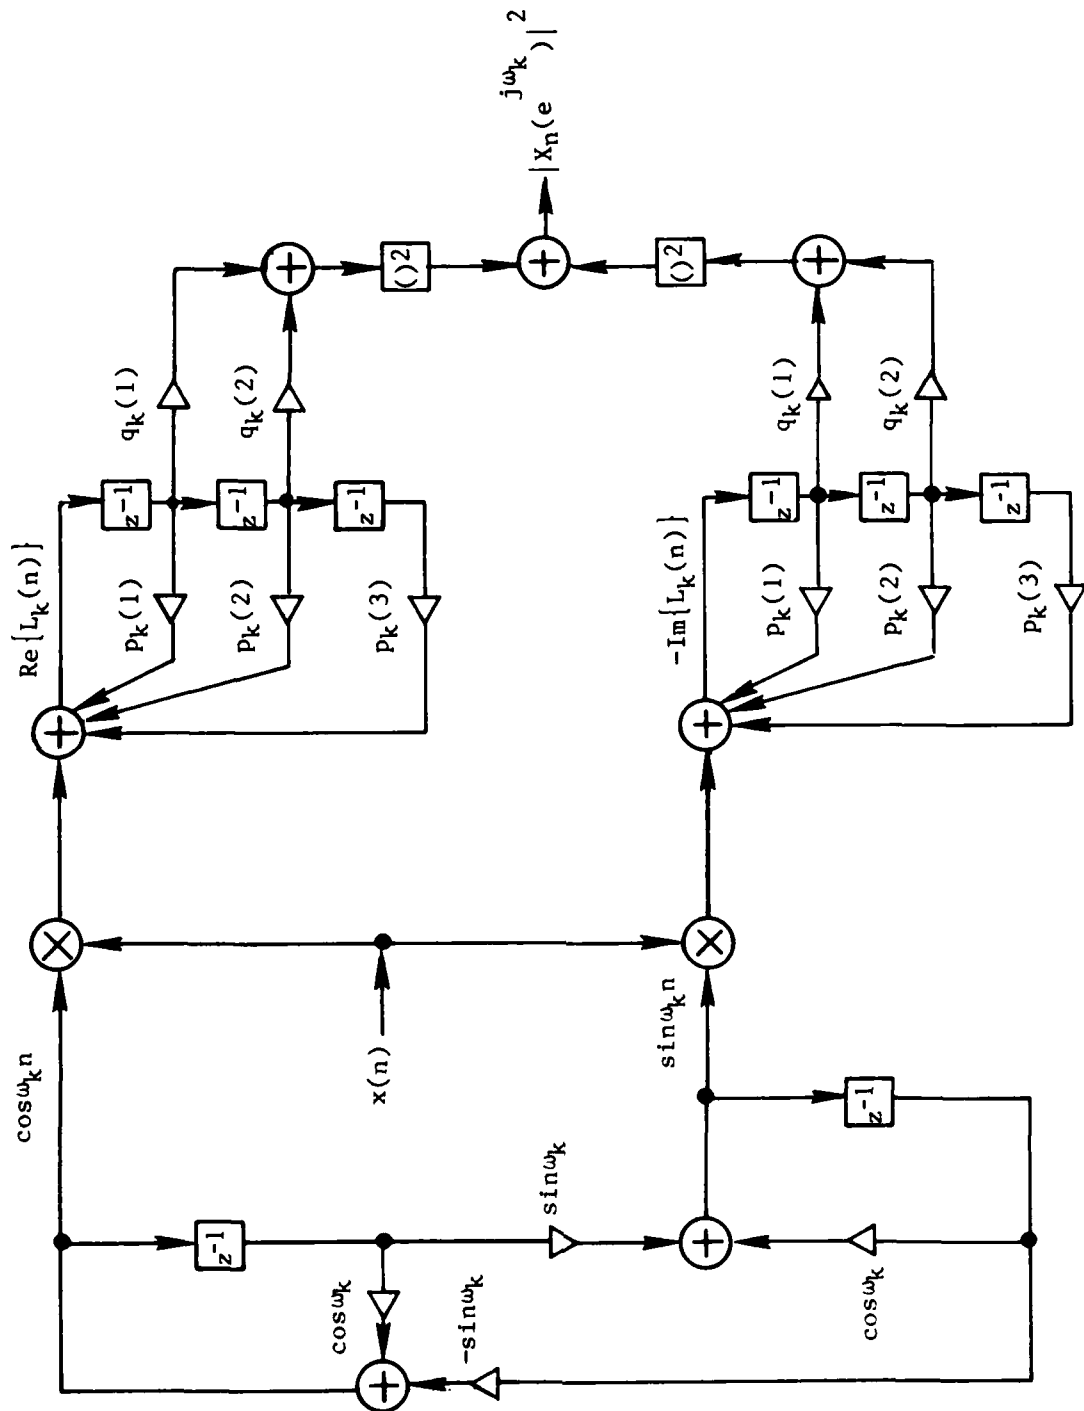 |X_n(e^{jω_k})|^2
Re{L_k(n)}
z^{-1}
q_k(1)
p_k(1)
z^{-1}
q_k(2)
p_k(2)
z^{-1}
p_k(3)
( )^2
+
+
+
cosω_k n
×
x(n)
( )^2
+
-Im{L_k(n)}
z^{-1}
q_k(1)
p_k(1)
z^{-1}
q_k(2)
p_k(2)
z^{-1}
p_k(3)
+
sinω_k n
×
z^{-1}
cosω_k
sinω_k
+
-sinω_k
+
cosω_k
z^{-1}